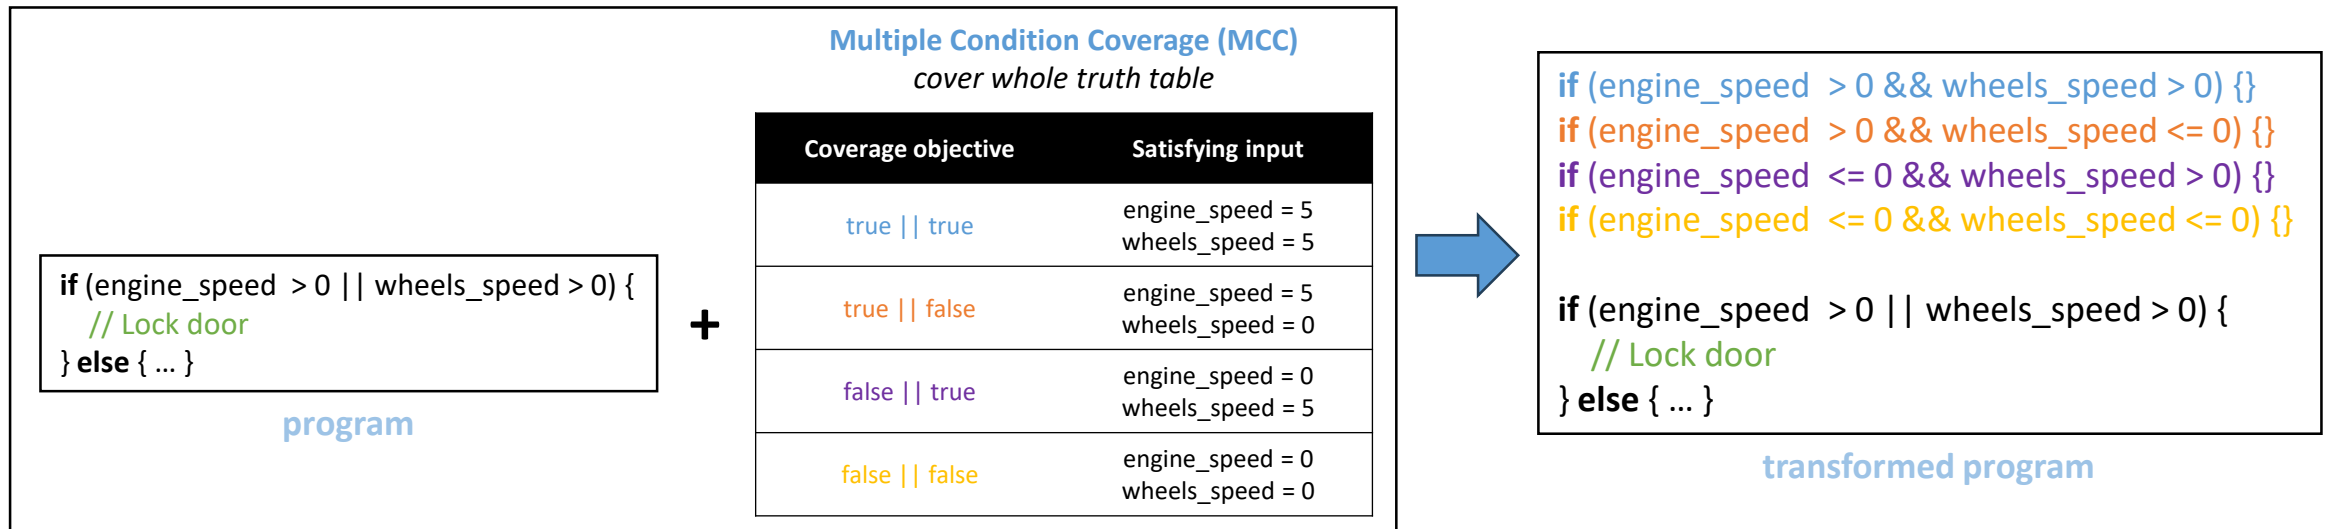 if (engine_speed > 0 || wheels_speed > 0) {
// Lock door
} else { ... }
program
+
Multiple Condition Coverage (MCC)
cover whole truth table
Coverage objective Satisfying input
true || true
engine_speed = 5
wheels_speed = 5
true || false
engine_speed = 5
wheels_speed = 0
false || true
engine_speed = 0
wheels_speed = 5
false || false
engine_speed = 0
wheels_speed = 0
if (engine_speed > 0 && wheels_speed > 0) {}
if (engine_speed > 0 && wheels_speed <= 0) {}
if (engine_speed <= 0 && wheels_speed > 0) {}
if (engine_speed <= 0 && wheels_speed <= 0) {}
if (engine_speed > 0 || wheels_speed > 0) {
// Lock door
} else { ... }
transformed program